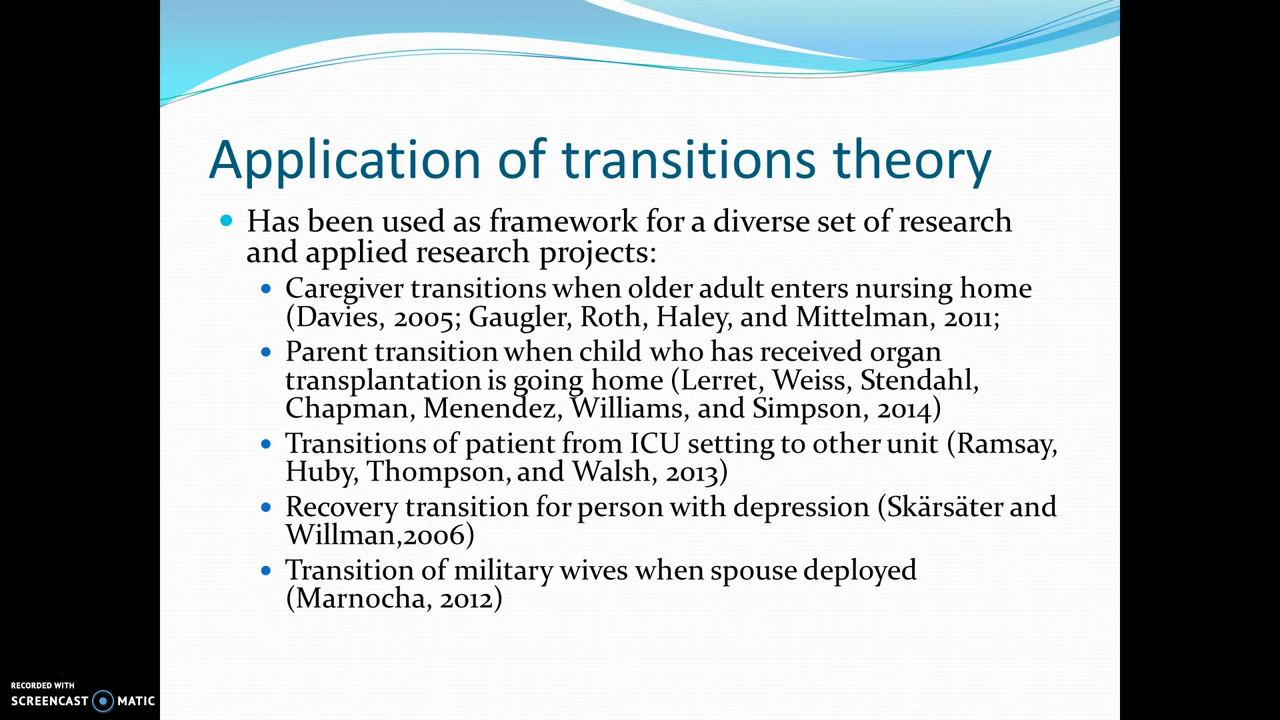 Application of transitions theory
• Has been used as framework for a diverse set of research
and applied research projects:
• Caregiver transitions when older adult enters nursing home
(Davies, 2005; Gaugler, Roth, Haley, and Mittelman, 2011;
• Parent transition when child who has received organ
transplantation is going home (Lerret, Weiss, Stendahl,
Chapman, Menendez, Williams, and Simpson, 2014)
• Transitions of patient from ICU setting to other unit (Ramsay,
Huby, Thompson, and Walsh, 2013)
• Recovery transition for person with depression (Skärsäter and
Willman,2006)
• Transition of military wives when spouse deployed
(Marnocha, 2012)
RECORDED WITH
SCREENCAST MATIC